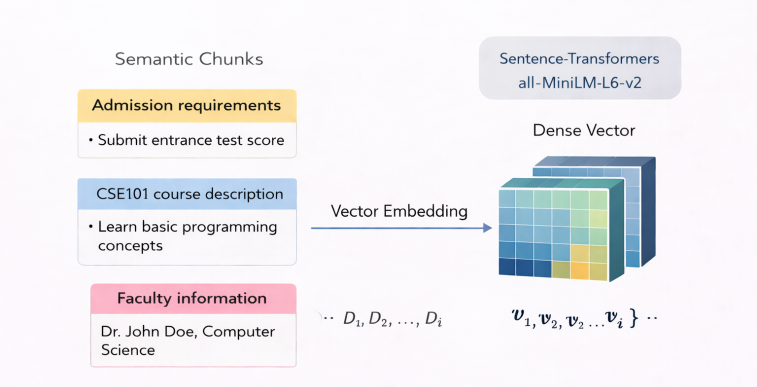 Semantic Chunks
Sentence-Transformers
all-MiniLM-L6-v2
Admission requirements
• Submit entrance test score
Dense Vector
CSE101 course description
• Learn basic programming
concepts
Vector Embedding
Faculty information
Dr. John Doe, Computer
Science
·· D₁, D₂, ..., Dᵢ
𝒗₁, 𝒗₂, 𝒗₂ ... 𝒗ᵢ } ··